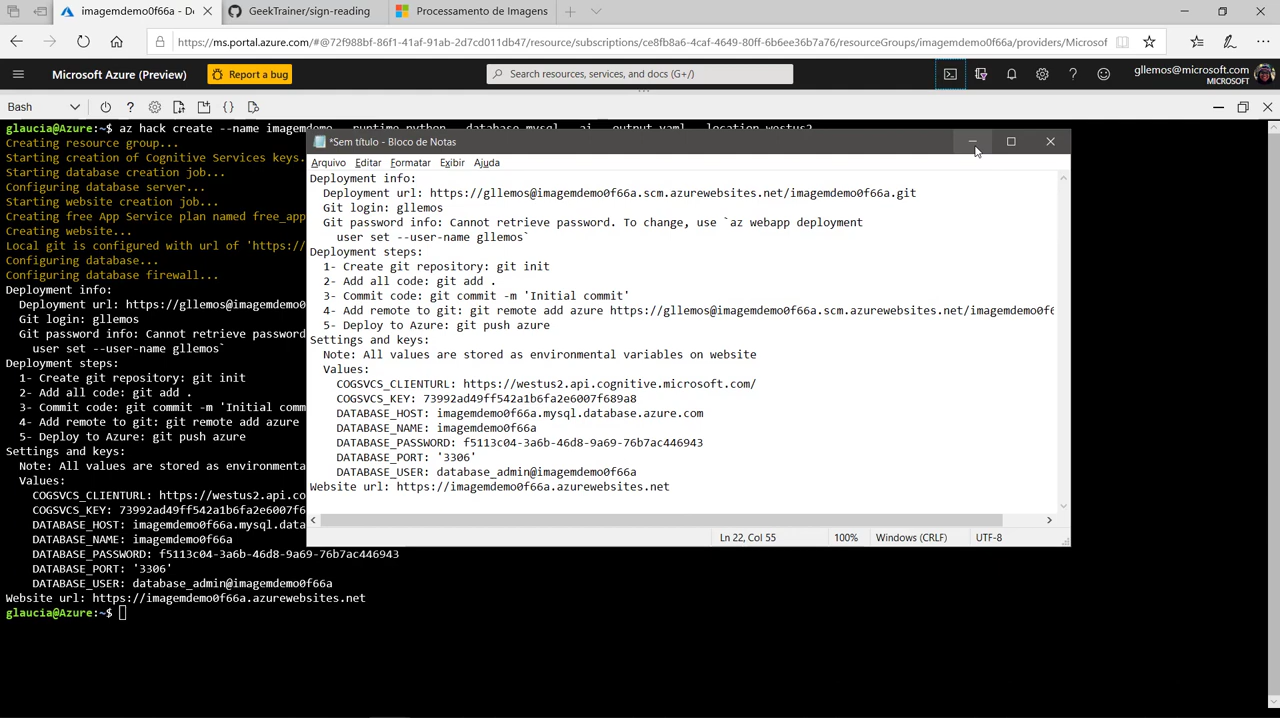 imagemdemo0f66a - De
GeekTrainer/sign-reading
Processamento de Imagens
https://ms.portal.azure.com/#@72f988bf-86f1-41af-91ab-2d7cd011db47/resource/subscriptions/ce8fb8a6-4caf-4649-80ff-6b6ee36b7a76/resourceGroups/imagemdemo0f66a/providers/Microsof
Microsoft Azure (Preview)
Report a bug
Search resources, services, and docs (G+/)
gllemos@microsoft.com
MICROSOFT
Bash
glaucia@Azure:~$ az hack create --name imagemdemo --runtime python --database mysql --ai --output yaml --location westus2
Creating resource group...
Starting creation of Cognitive Services keys.
Starting database creation job...
Configuring database server...
Starting website creation job...
Creating free App Service plan named free_app
Creating website...
Local git is configured with url of 'https://
Configuring database...
Configuring database firewall...
Deployment info:
Deployment url: https://gllemos@imagemdemo0
Git login: gllemos
Git password info: Cannot retrieve password
user set --user-name gllemos`
Deployment steps:
1- Create git repository: git init
2- Add all code: git add .
3- Commit code: git commit -m 'Initial comm
4- Add remote to git: git remote add azure
5- Deploy to Azure: git push azure
Settings and keys:
Note: All values are stored as environmenta
Values:
COGSVCS_CLIENTURL: https://westus2.api.co
COGSVCS_KEY: 73992ad49ff542a1b6fa2e6007f
DATABASE_HOST: imagemdemo0f66a.mysql.data
DATABASE_NAME: imagemdemo0f66a
DATABASE_PASSWORD: f5113c04-3a6b-46d8-9a69-76b7ac446943
DATABASE_PORT: '3306'
DATABASE_USER: database_admin@imagemdemo0f66a
Website url: https://imagemdemo0f66a.azurewebsites.net
glaucia@Azure:~$
*Sem título - Bloco de Notas
Arquivo Editar Formatar Exibir Ajuda
Deployment info:
Deployment url: https://gllemos@imagemdemo0f66a.scm.azurewebsites.net/imagemdemo0f66a.git
Git login: gllemos
Git password info: Cannot retrieve password. To change, use `az webapp deployment
user set --user-name gllemos`
Deployment steps:
1- Create git repository: git init
2- Add all code: git add .
3- Commit code: git commit -m 'Initial commit'
4- Add remote to git: git remote add azure https://gllemos@imagemdemo0f66a.scm.azurewebsites.net/imagemdemo0f6
5- Deploy to Azure: git push azure
Settings and keys:
Note: All values are stored as environmental variables on website
Values:
COGSVCS_CLIENTURL: https://westus2.api.cognitive.microsoft.com/
COGSVCS_KEY: 73992ad49ff542a1b6fa2e6007f689a8
DATABASE_HOST: imagemdemo0f66a.mysql.database.azure.com
DATABASE_NAME: imagemdemo0f66a
DATABASE_PASSWORD: f5113c04-3a6b-46d8-9a69-76b7ac446943
DATABASE_PORT: '3306'
DATABASE_USER: database_admin@imagemdemo0f66a
Website url: https://imagemdemo0f66a.azurewebsites.net
Ln 22, Col 55
100%
Windows (CRLF)
UTF-8